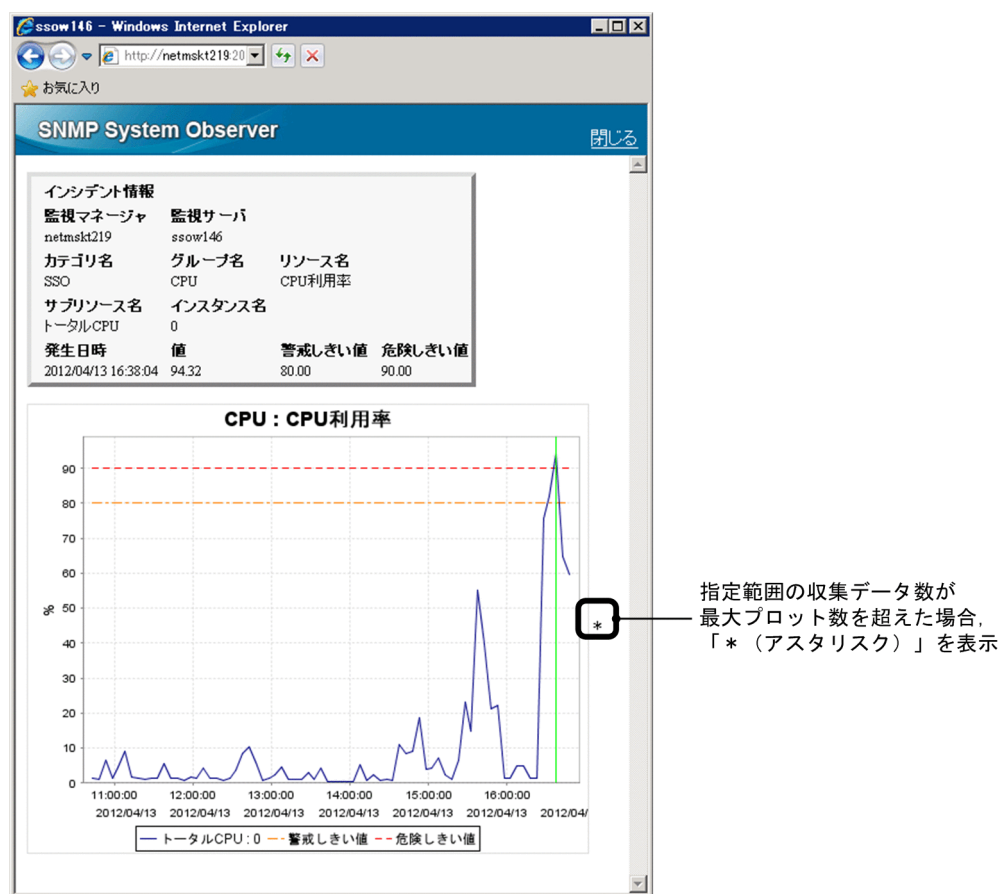 ssow146 - Windows Internet Explorer
http://netmskt219:20
お気に入り
SNMP System Observer
閉じる
インシデント情報
監視マネージャ 監視サーバ
netmskt219 ssow146
カテゴリ名 グループ名 リソース名
SSO CPU CPU利用率
サブリソース名 インスタンス名
トータルCPU 0
発生日時 値 警戒しきい値 危険しきい値
2012/04/13 16:38:04 94.32 80.00 90.00
CPU : CPU利用率
90
80
70
60
%
50
40
30
20
10
0
*
11:00:00 12:00:00 13:00:00 14:00:00 15:00:00 16:00:00
2012/04/13 2012/04/13 2012/04/13 2012/04/13 2012/04/13 2012/04/13 2012/04/
トータルCPU : 0 警戒しきい値 危険しきい値
指定範囲の収集データ数が
最大プロット数を超えた場合,
「*（アスタリスク）」を表示